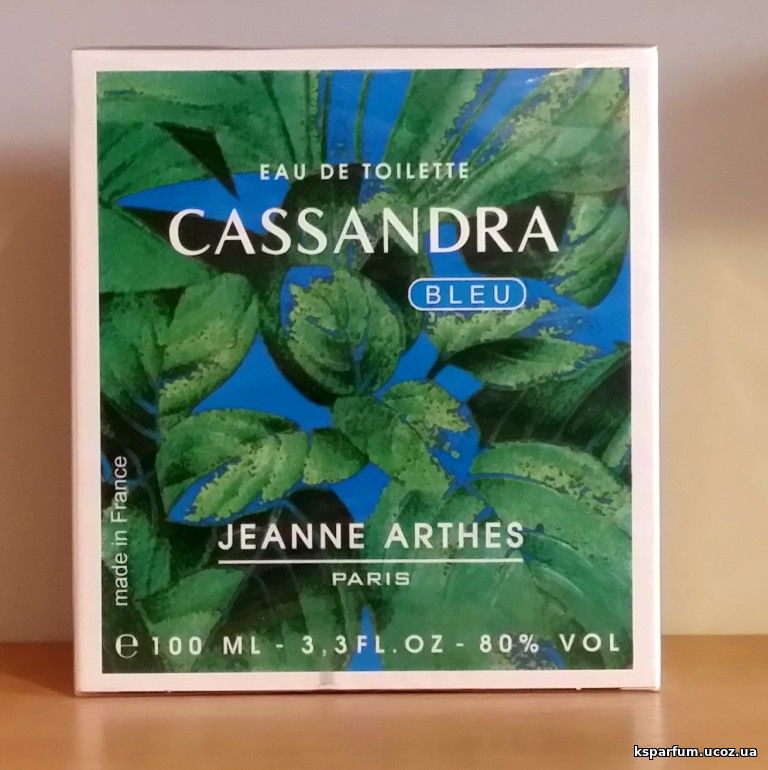 EAU DE TOILETTE
CASSANDRA
BLEU
made in France
JEANNE ARTHES
PARIS
℮ 100 ML - 3,3FL.OZ - 80% VOL
ksparfum.ucoz.ua